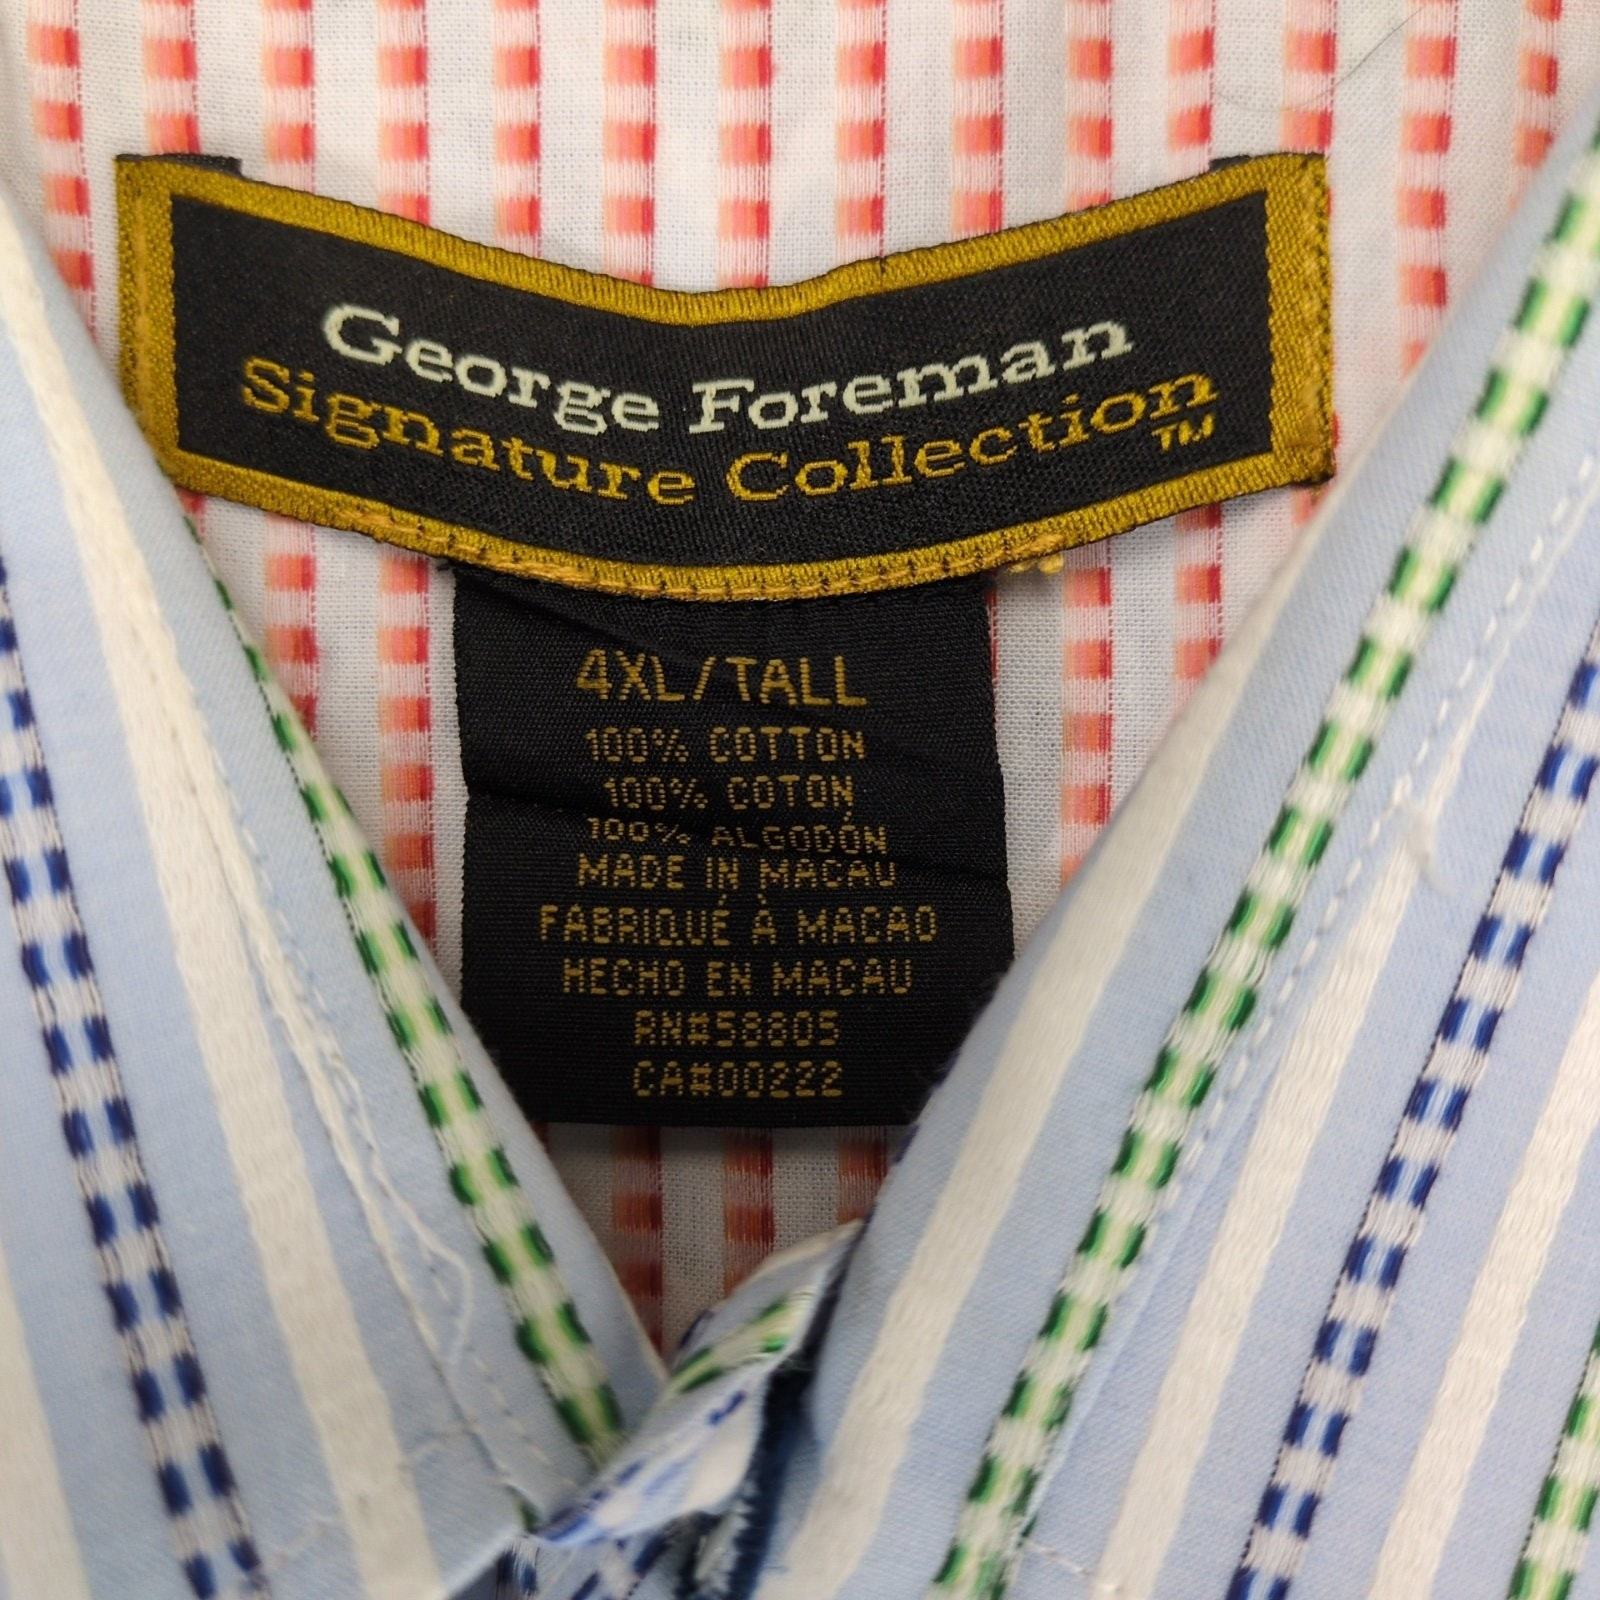 George Foreman
Signature Collection
TM
4XL/TALL
100% COTTON
100% COTON
100% ALGODÓN
MADE IN MACAU
FABRIQUÉ À MACAO
HECHO EN MACAU
RN#58805
CA#00222